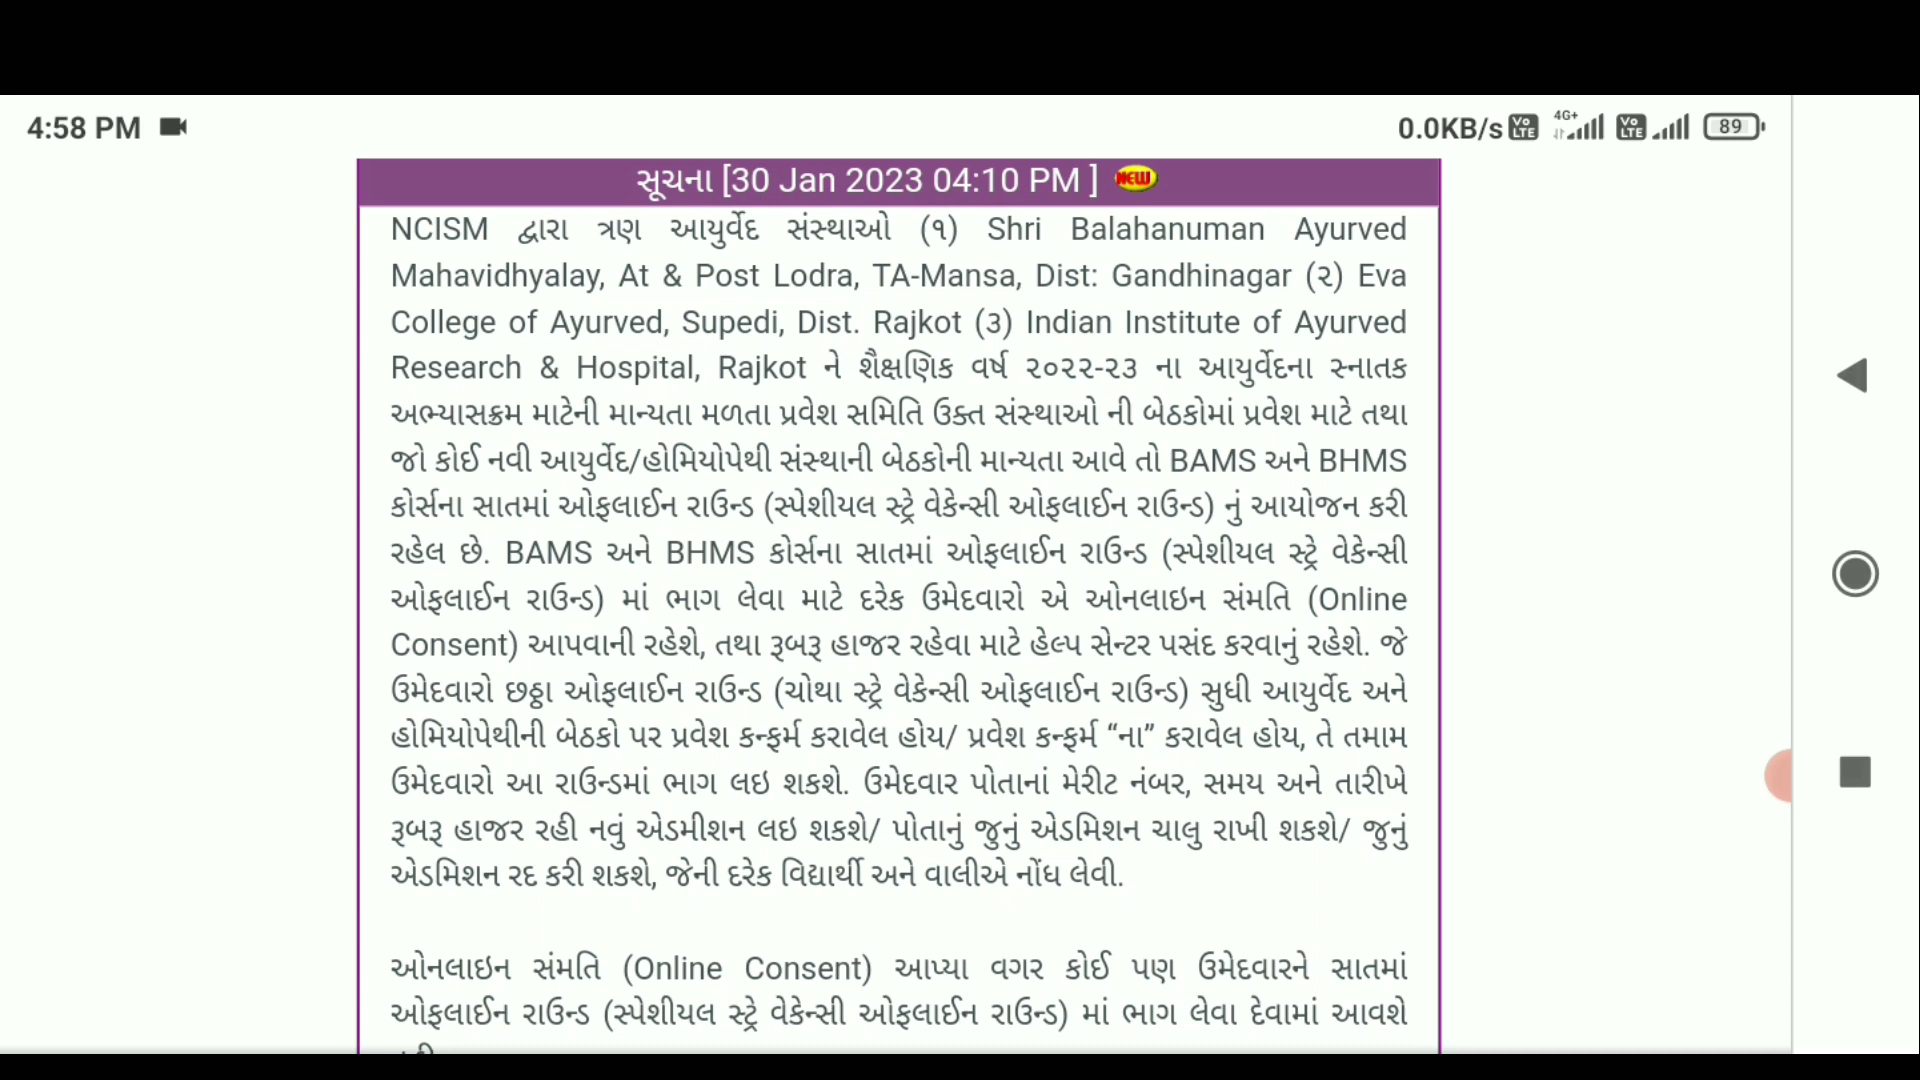 4:58 PM
0.0KB/s Vo LTE 4G+ Vo LTE 89
સૂચના [30 Jan 2023 04:10 PM ] NEW
NCISM દ્વારા ત્રણ આયુર્વેદ સંસ્થાઓ (૧) Shri Balahanuman Ayurved
Mahavidhyalay, At & Post Lodra, TA-Mansa, Dist: Gandhinagar (૨) Eva
College of Ayurved, Supedi, Dist. Rajkot (૩) Indian Institute of Ayurved
Research & Hospital, Rajkot ને શૈક્ષણિક વર્ષ ૨૦૨૨-૨૩ ના આયુર્વેદના સ્નાતક
અભ્યાસક્રમ માટેની માન્યતા મળતા પ્રવેશ સમિતિ ઉક્ત સંસ્થાઓ ની બેઠકોમાં પ્રવેશ માટે તથા
જો કોઈ નવી આયુર્વેદ/હોમિયોપેથી સંસ્થાની બેઠકોની માન્યતા આવે તો BAMS અને BHMS
કોર્સના સાતમાં ઓફલાઈન રાઉન્ડ (સ્પેશીયલ સ્ટ્રે વેકેન્સી ઓફલાઈન રાઉન્ડ) નું આયોજન કરી
રહેલ છે. BAMS અને BHMS કોર્સના સાતમાં ઓફલાઈન રાઉન્ડ (સ્પેશીયલ સ્ટ્રે વેકેન્સી
ઓફલાઈન રાઉન્ડ) માં ભાગ લેવા માટે દરેક ઉમેદવારો એ ઓનલાઇન સંમતિ (Online
Consent) આપવાની રહેશે, તથા રૂબરૂ હાજર રહેવા માટે હેલ્પ સેન્ટર પસંદ કરવાનું રહેશે. જે
ઉમેદવારો છઠ્ઠા ઓફલાઈન રાઉન્ડ (ચોથા સ્ટ્રે વેકેન્સી ઓફલાઈન રાઉન્ડ) સુધી આયુર્વેદ અને
હોમિયોપેથીની બેઠકો પર પ્રવેશ કન્ફર્મ કરાવેલ હોય/ પ્રવેશ કન્ફર્મ “ના” કરાવેલ હોય, તે તમામ
ઉમેદવારો આ રાઉન્ડમાં ભાગ લઇ શકશે. ઉમેદવાર પોતાનાં મેરીટ નંબર, સમય અને તારીખે
રૂબરૂ હાજર રહી નવું એડમીશન લઇ શકશે/ પોતાનું જુનું એડમિશન ચાલુ રાખી શકશે/ જુનું
એડમિશન રદ કરી શકશે, જેની દરેક વિદ્યાર્થી અને વાલીએ નોંધ લેવી.
ઓનલાઇન સંમતિ (Online Consent) આપ્યા વગર કોઈ પણ ઉમેદવારને સાતમાં
ઓફલાઈન રાઉન્ડ (સ્પેશીયલ સ્ટ્રે વેકેન્સી ઓફલાઈન રાઉન્ડ) માં ભાગ લેવા દેવામાં આવશે